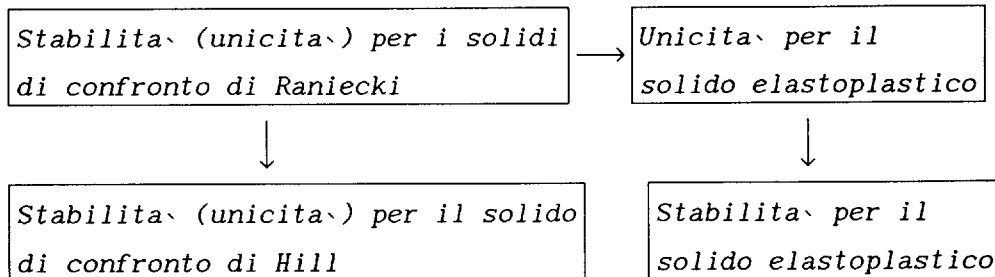 Stabilita` (unicita`) per i solidi
di confronto di Raniecki
Unicita` per il
solido elastoplastico
Stabilita` (unicita`) per il solido
di confronto di Hill
Stabilita` per il
solido elastoplastico